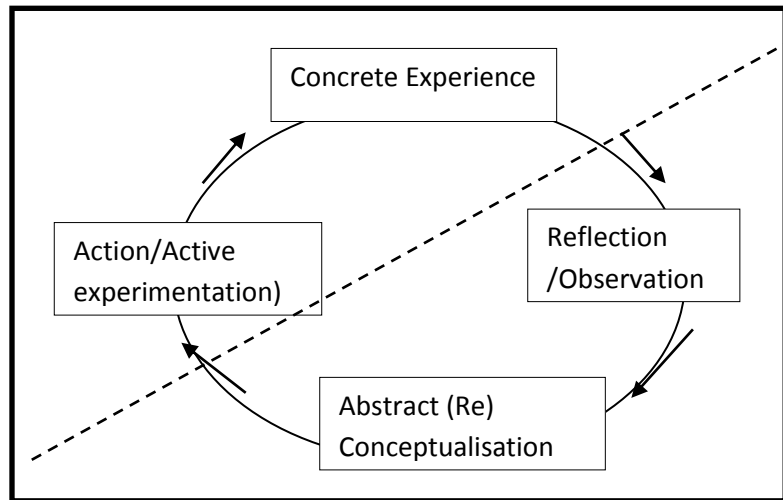 Concrete Experience
Reflection
/Observation
Abstract (Re)
Conceptualisation
Action/Active
experimentation)